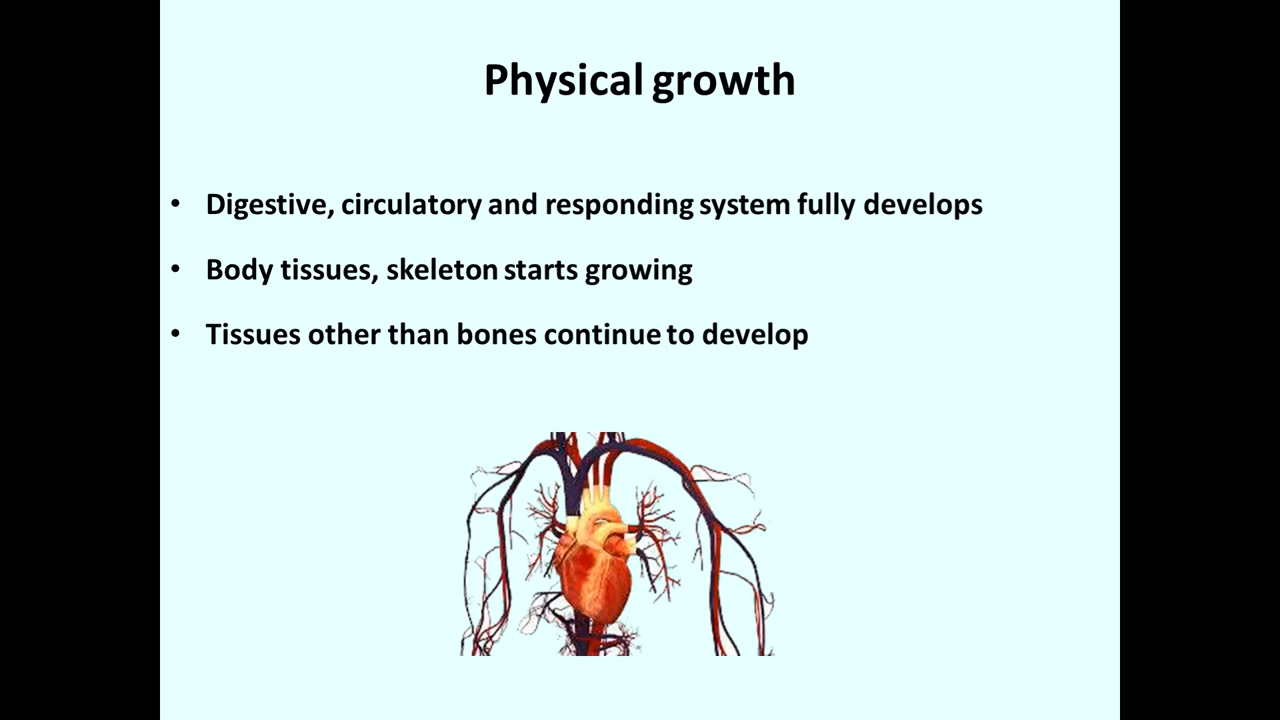 Physical growth
• Digestive, circulatory and responding system fully develops
• Body tissues, skeleton starts growing
• Tissues other than bones continue to develop